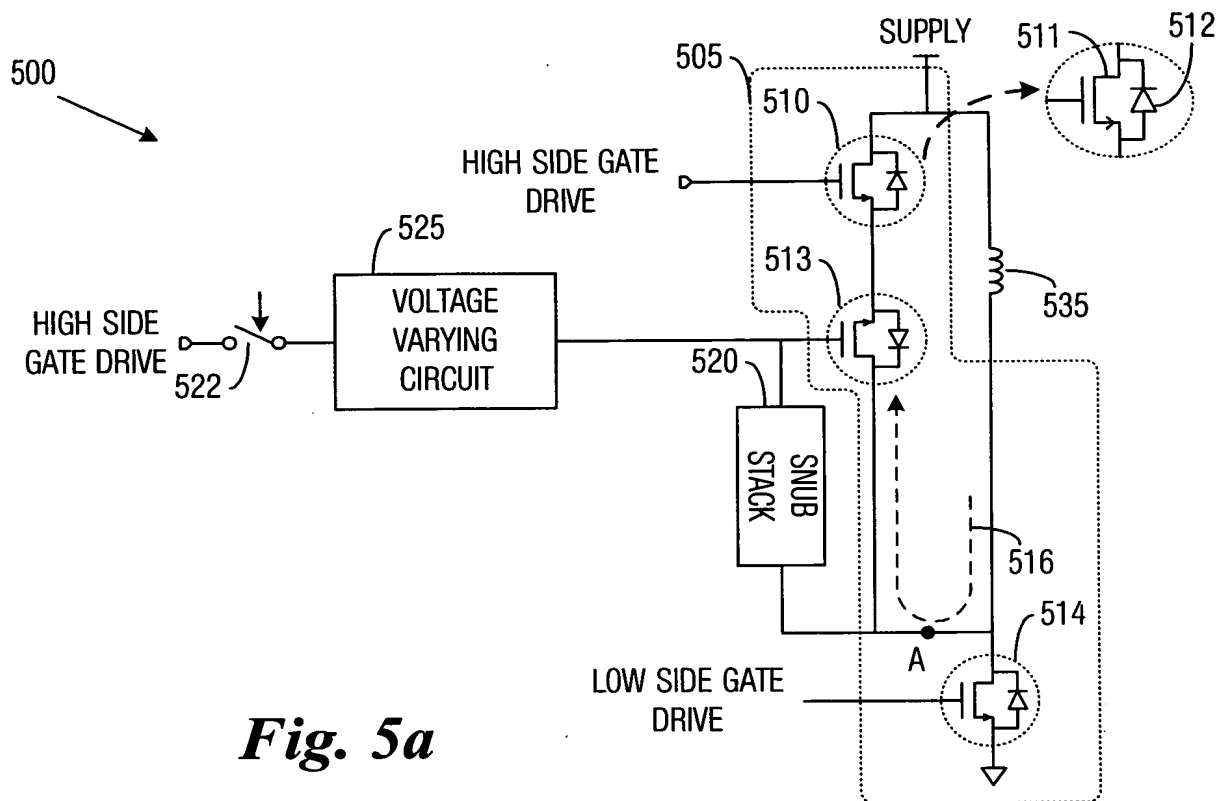 500
505
SUPPLY
511
512
510
HIGH SIDE GATE
DRIVE
525
513
535
HIGH SIDE
GATE DRIVE
522
VOLTAGE
VARYING
CIRCUIT
520
SNUB
STACK
516
514
A
LOW SIDE GATE
DRIVE
Fig. 5a